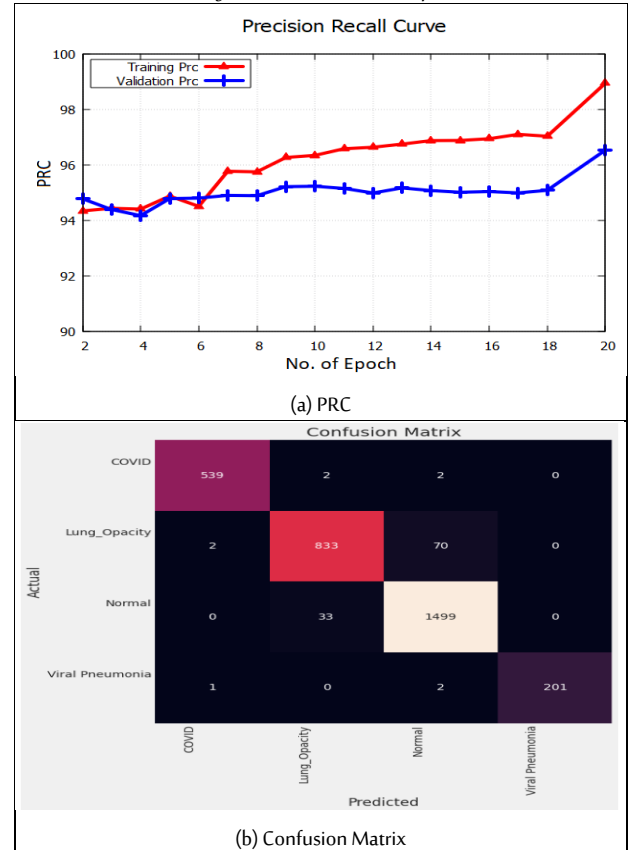 Precision Recall Curve
Training Prc
Validation Prc
100
98
96
94
92
90
PRC
2 4 6 8 10 12 14 16 18 20
No. of Epoch
(a) PRC
Confusion Matrix
COVID 539 2 2 0
Lung_Opacity 2 833 70 0
Normal 0 33 1499 0
Viral Pneumonia 1 0 2 201
Actual
COVID Lung_Opacity Normal Viral Pneumonia
Predicted
(b) Confusion Matrix